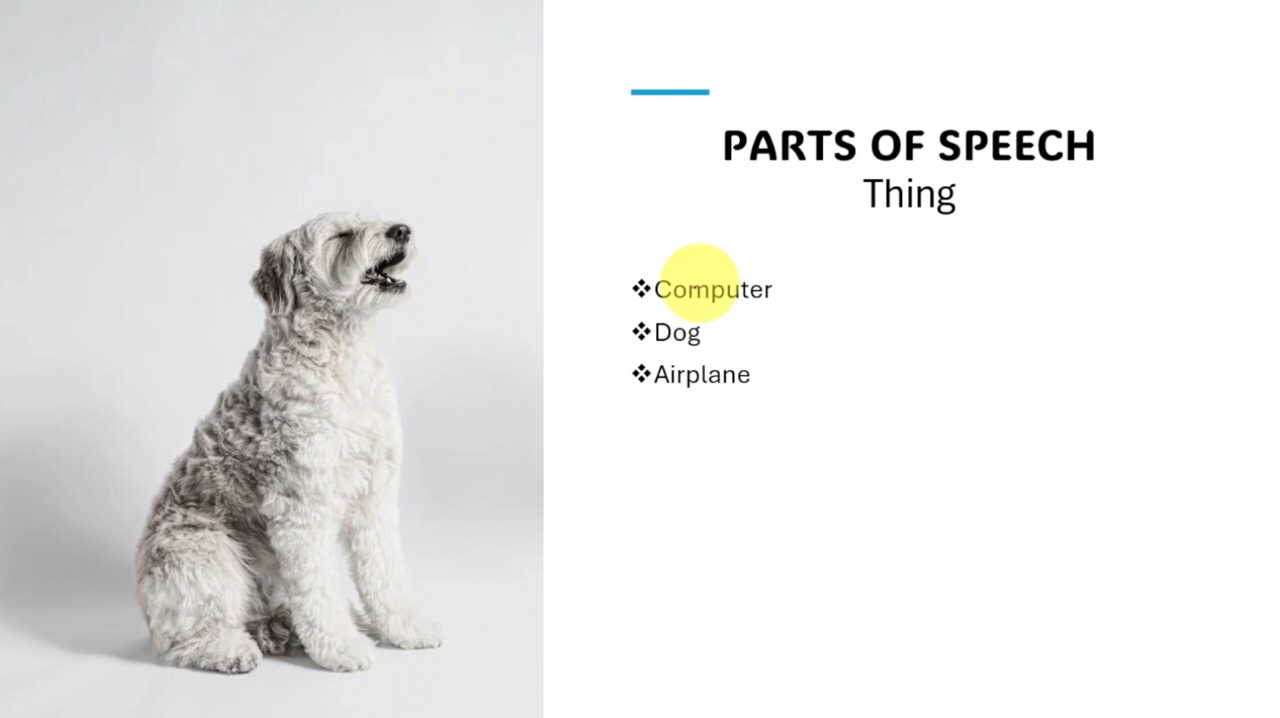 PARTS OF SPEECH
Thing
❖Computer
❖Dog
❖Airplane